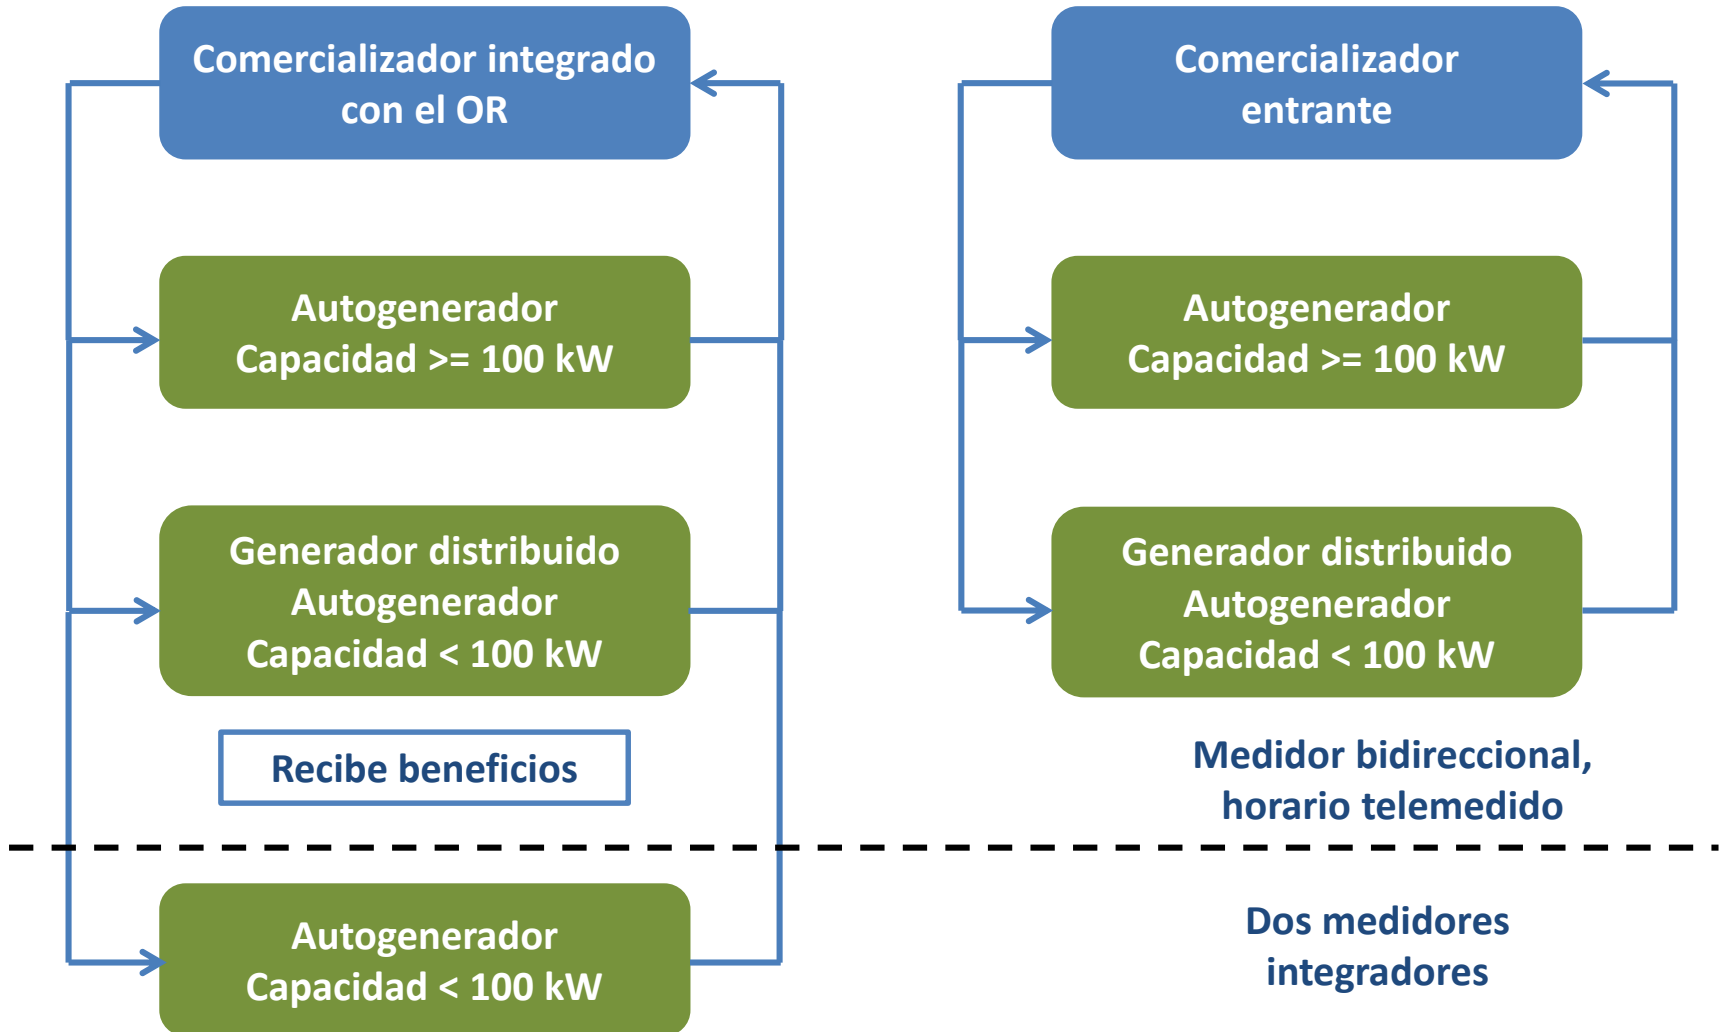 Comercializador integrado
con el OR
Comercializador
entrante
Autogenerador
Capacidad >= 100 kW
Autogenerador
Capacidad >= 100 kW
Generador distribuido
Autogenerador
Capacidad < 100 kW
Generador distribuido
Autogenerador
Capacidad < 100 kW
Recibe beneficios
Medidor bidireccional,
horario telemedido
Autogenerador
Capacidad < 100 kW
Dos medidores
integradores